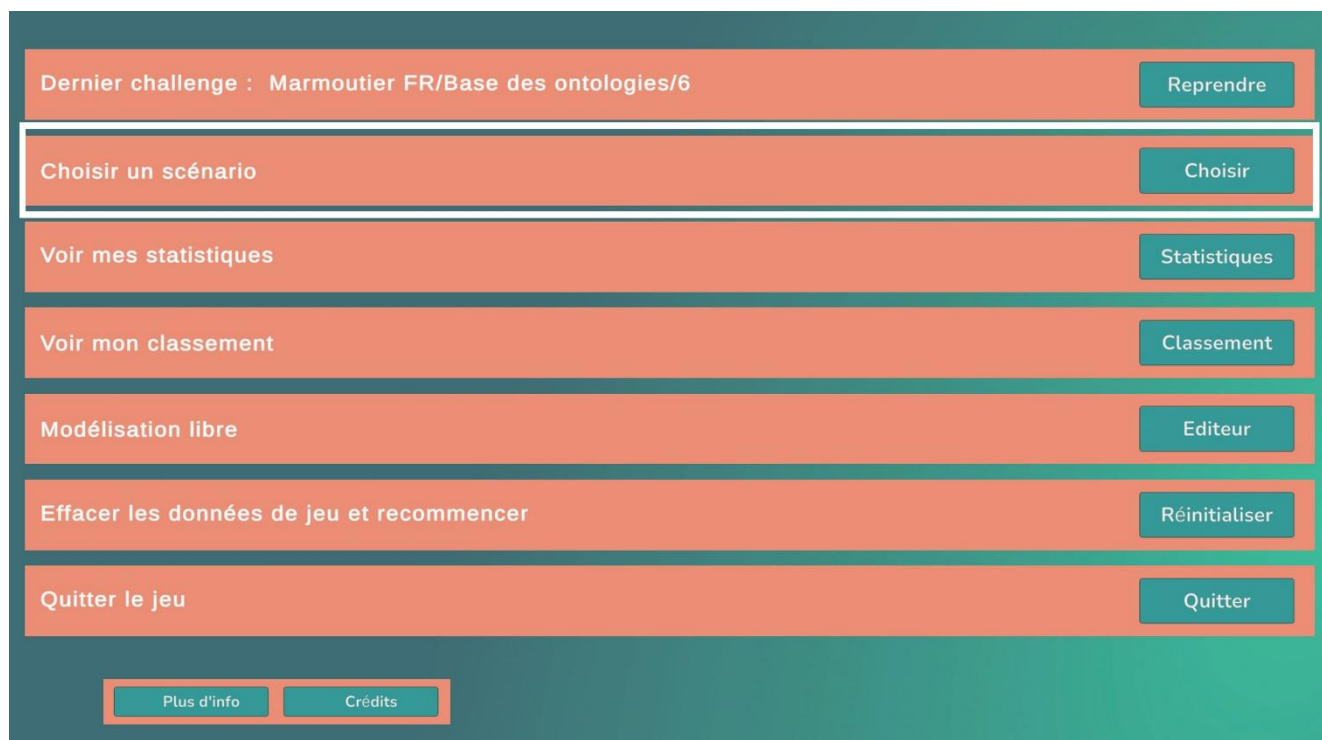 Dernier challenge :  Marmoutier FR/Base des ontologies/6
Reprendre
Choisir un scénario
Choisir
Voir mes statistiques
Statistiques
Voir mon classement
Classement
Modélisation libre
Editeur
Effacer les données de jeu et recommencer
Réinitialiser
Quitter le jeu
Quitter
Plus d'info
Crédits